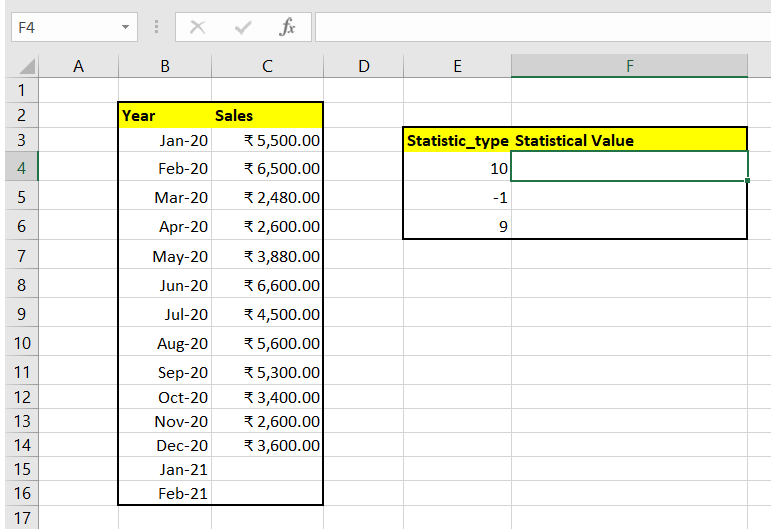 F4 fx
A B C D E F
1
2 Year Sales
3 Jan-20 ₹ 5,500.00 Statistic_type Statistical Value
4 Feb-20 ₹ 6,500.00 10
5 Mar-20 ₹ 2,480.00 -1
6 Apr-20 ₹ 2,600.00 9
7 May-20 ₹ 3,880.00
8 Jun-20 ₹ 6,600.00
9 Jul-20 ₹ 4,500.00
10 Aug-20 ₹ 5,600.00
11 Sep-20 ₹ 5,300.00
12 Oct-20 ₹ 3,400.00
13 Nov-20 ₹ 2,600.00
14 Dec-20 ₹ 3,600.00
15 Jan-21
16 Feb-21
17